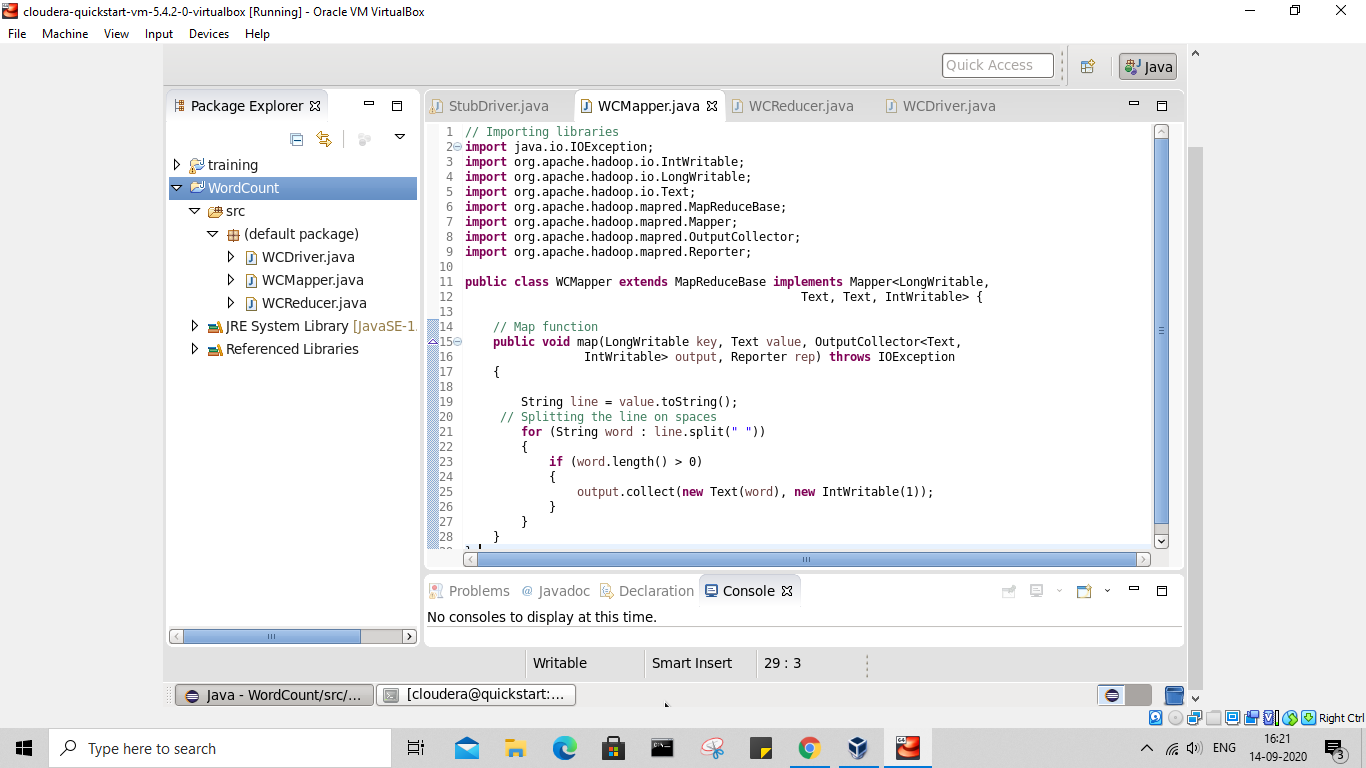 cloudera-quickstart-vm-5.4.2-0-virtualbox [Running] - Oracle VM VirtualBox
File Machine View Input Devices Help
Quick Access
Java
Package Explorer
StubDriver.java WCMapper.java WCReducer.java WCDriver.java
training
WordCount
src
(default package)
WCDriver.java
WCMapper.java
WCReducer.java
JRE System Library [JavaSE-1.
Referenced Libraries
1 // Importing libraries
2 import java.io.IOException;
3 import org.apache.hadoop.io.IntWritable;
4 import org.apache.hadoop.io.LongWritable;
5 import org.apache.hadoop.io.Text;
6 import org.apache.hadoop.mapred.MapReduceBase;
7 import org.apache.hadoop.mapred.Mapper;
8 import org.apache.hadoop.mapred.OutputCollector;
9 import org.apache.hadoop.mapred.Reporter;
10
11 public class WCMapper extends MapReduceBase implements Mapper<LongWritable,
12 Text, Text, IntWritable> {
13
14 // Map function
15 public void map(LongWritable key, Text value, OutputCollector<Text,
16 IntWritable> output, Reporter rep) throws IOException
17 {
18
19 String line = value.toString();
20 // Splitting the line on spaces
21 for (String word : line.split(" "))
22 {
23 if (word.length() > 0)
24 {
25 output.collect(new Text(word), new IntWritable(1));
26 }
27 }
28 }
Problems @ Javadoc Declaration Console
No consoles to display at this time.
Writable Smart Insert 29 : 3
Java - WordCount/src/... [cloudera@quickstart:...
Right Ctrl
Type here to search
ENG
16:21
14-09-2020
3